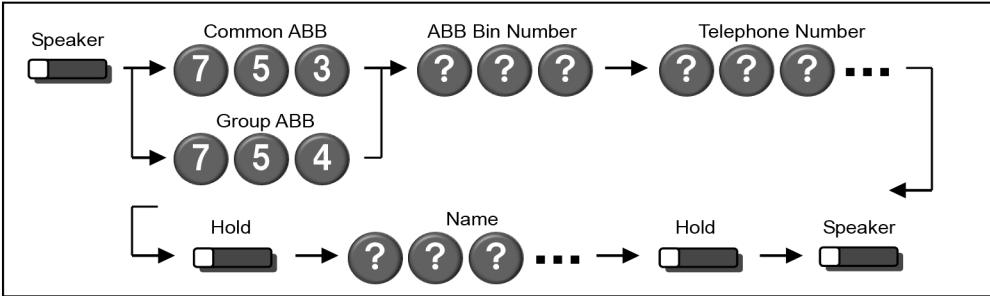 Speaker
Common ABB
ABB Bin Number
Telephone Number
7 5 3
? ? ?
? ? ?
Group ABB
7 5 4
Hold
Name
Hold
Speaker
? ? ?